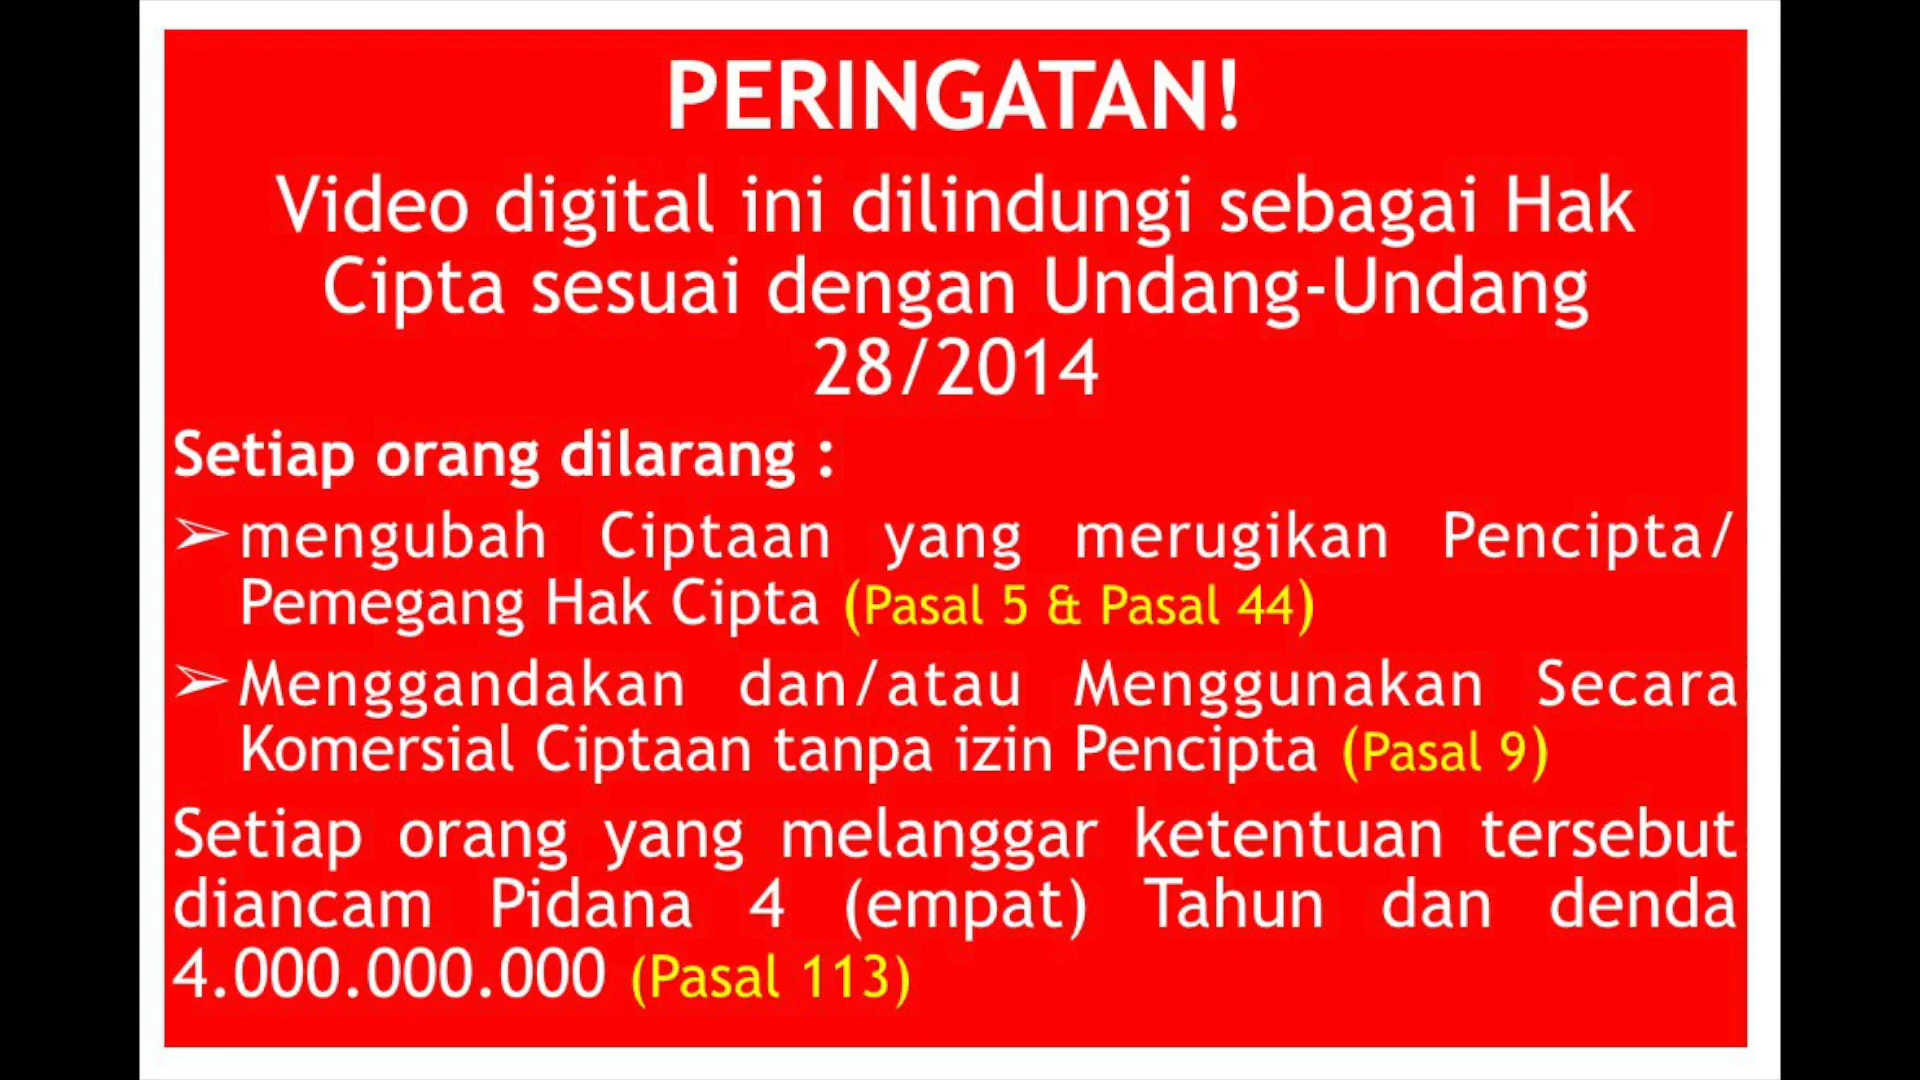 PERINGATAN!
Video digital ini dilindungi sebagai Hak
Cipta sesuai dengan Undang-Undang
28/2014
Setiap orang dilarang :
➢ mengubah Ciptaan yang merugikan Pencipta/
Pemegang Hak Cipta (Pasal 5 & Pasal 44)
➢ Menggandakan dan/atau Menggunakan Secara
Komersial Ciptaan tanpa izin Pencipta (Pasal 9)
Setiap orang yang melanggar ketentuan tersebut
diancam Pidana 4 (empat) Tahun dan denda
4.000.000.000 (Pasal 113)